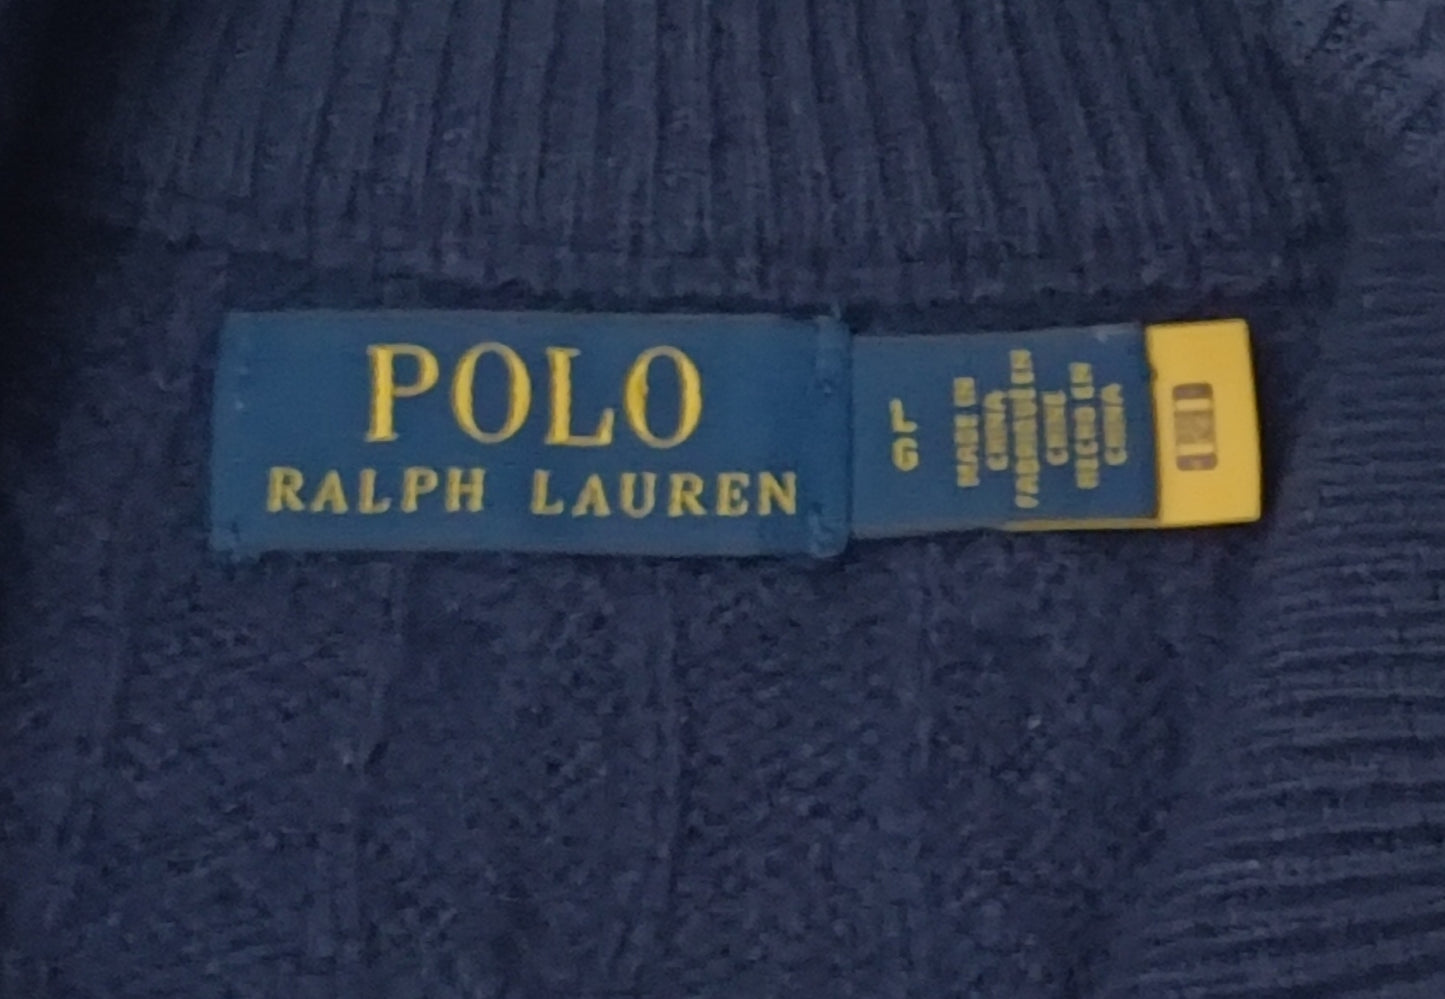 POLO
RALPH LAUREN
L
G
MADE IN
CHINA
FABRIQUÉ EN
CHINE
HECHO EN
CHINA